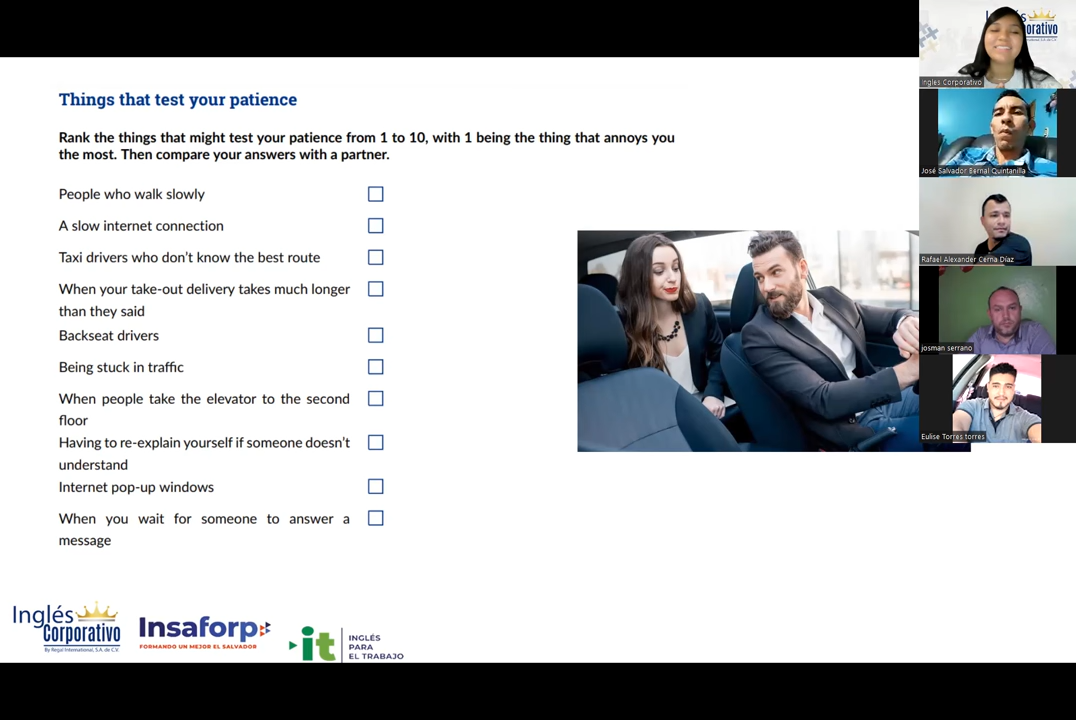 Things that test your patience
Rank the things that might test your patience from 1 to 10, with 1 being the thing that annoys you
the most. Then compare your answers with a partner.
People who walk slowly
A slow internet connection
Taxi drivers who don't know the best route
When your take-out delivery takes much longer
than they said
Backseat drivers
Being stuck in traffic
When people take the elevator to the second
floor
Having to re-explain yourself if someone doesn't
understand
Internet pop-up windows
When you wait for someone to answer a
message
Inglés
Corporativo
By Regal International, S.A. de C.V.
Insaforp
FORMANDO UN MEJOR EL SALVADOR
it
INGLÉS
PARA
EL TRABAJO
Inglés Corporativo
José Salvador Bernal Quintanilla
Rafael Alexander Cerna Díaz
josman serrano
Eulise Torres torres